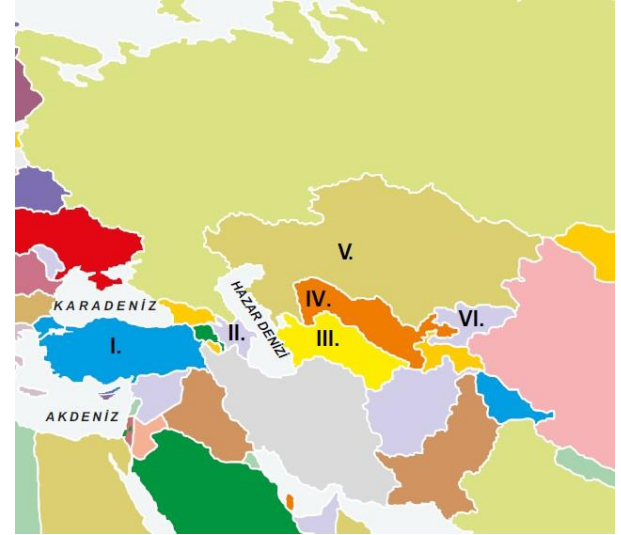 V.
IV.
KARADENİZ
HAZAR DENİZİ
VI.
I.
II.
III.
AKDENİZ